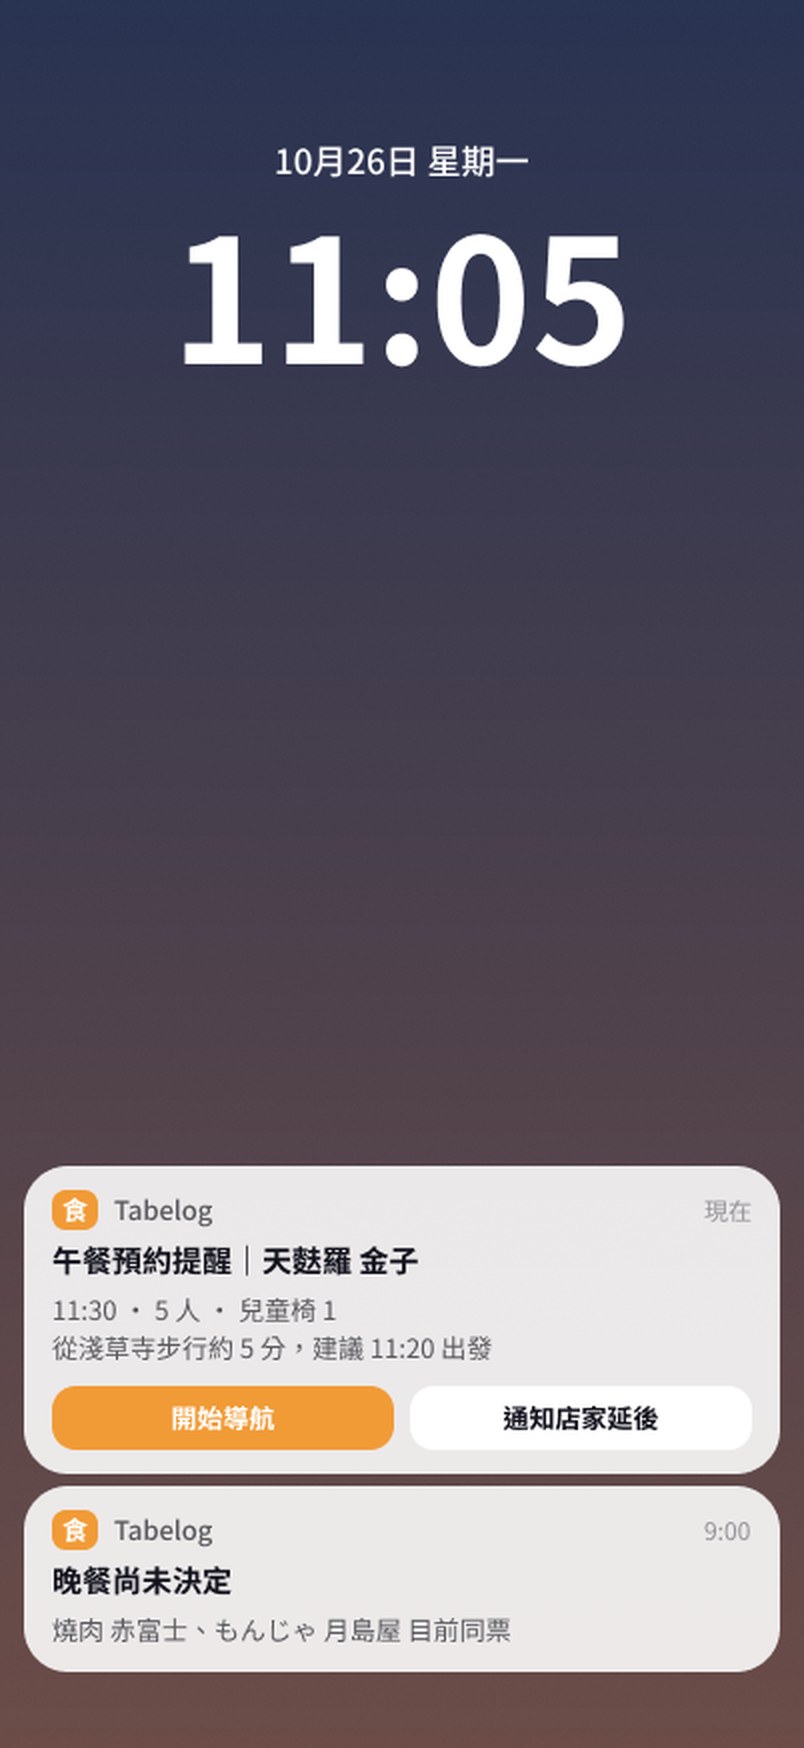 10月26日 星期一
11:05
食 Tabelog 現在
午餐預約提醒｜天麩羅 金子
11:30 ・ 5 人 ・ 兒童椅 1
從淺草寺步行約 5 分，建議 11:20 出發
開始導航 通知店家延後
食 Tabelog 9:00
晚餐尚未決定
燒肉 赤富士、もんじゃ 月島屋 目前同票